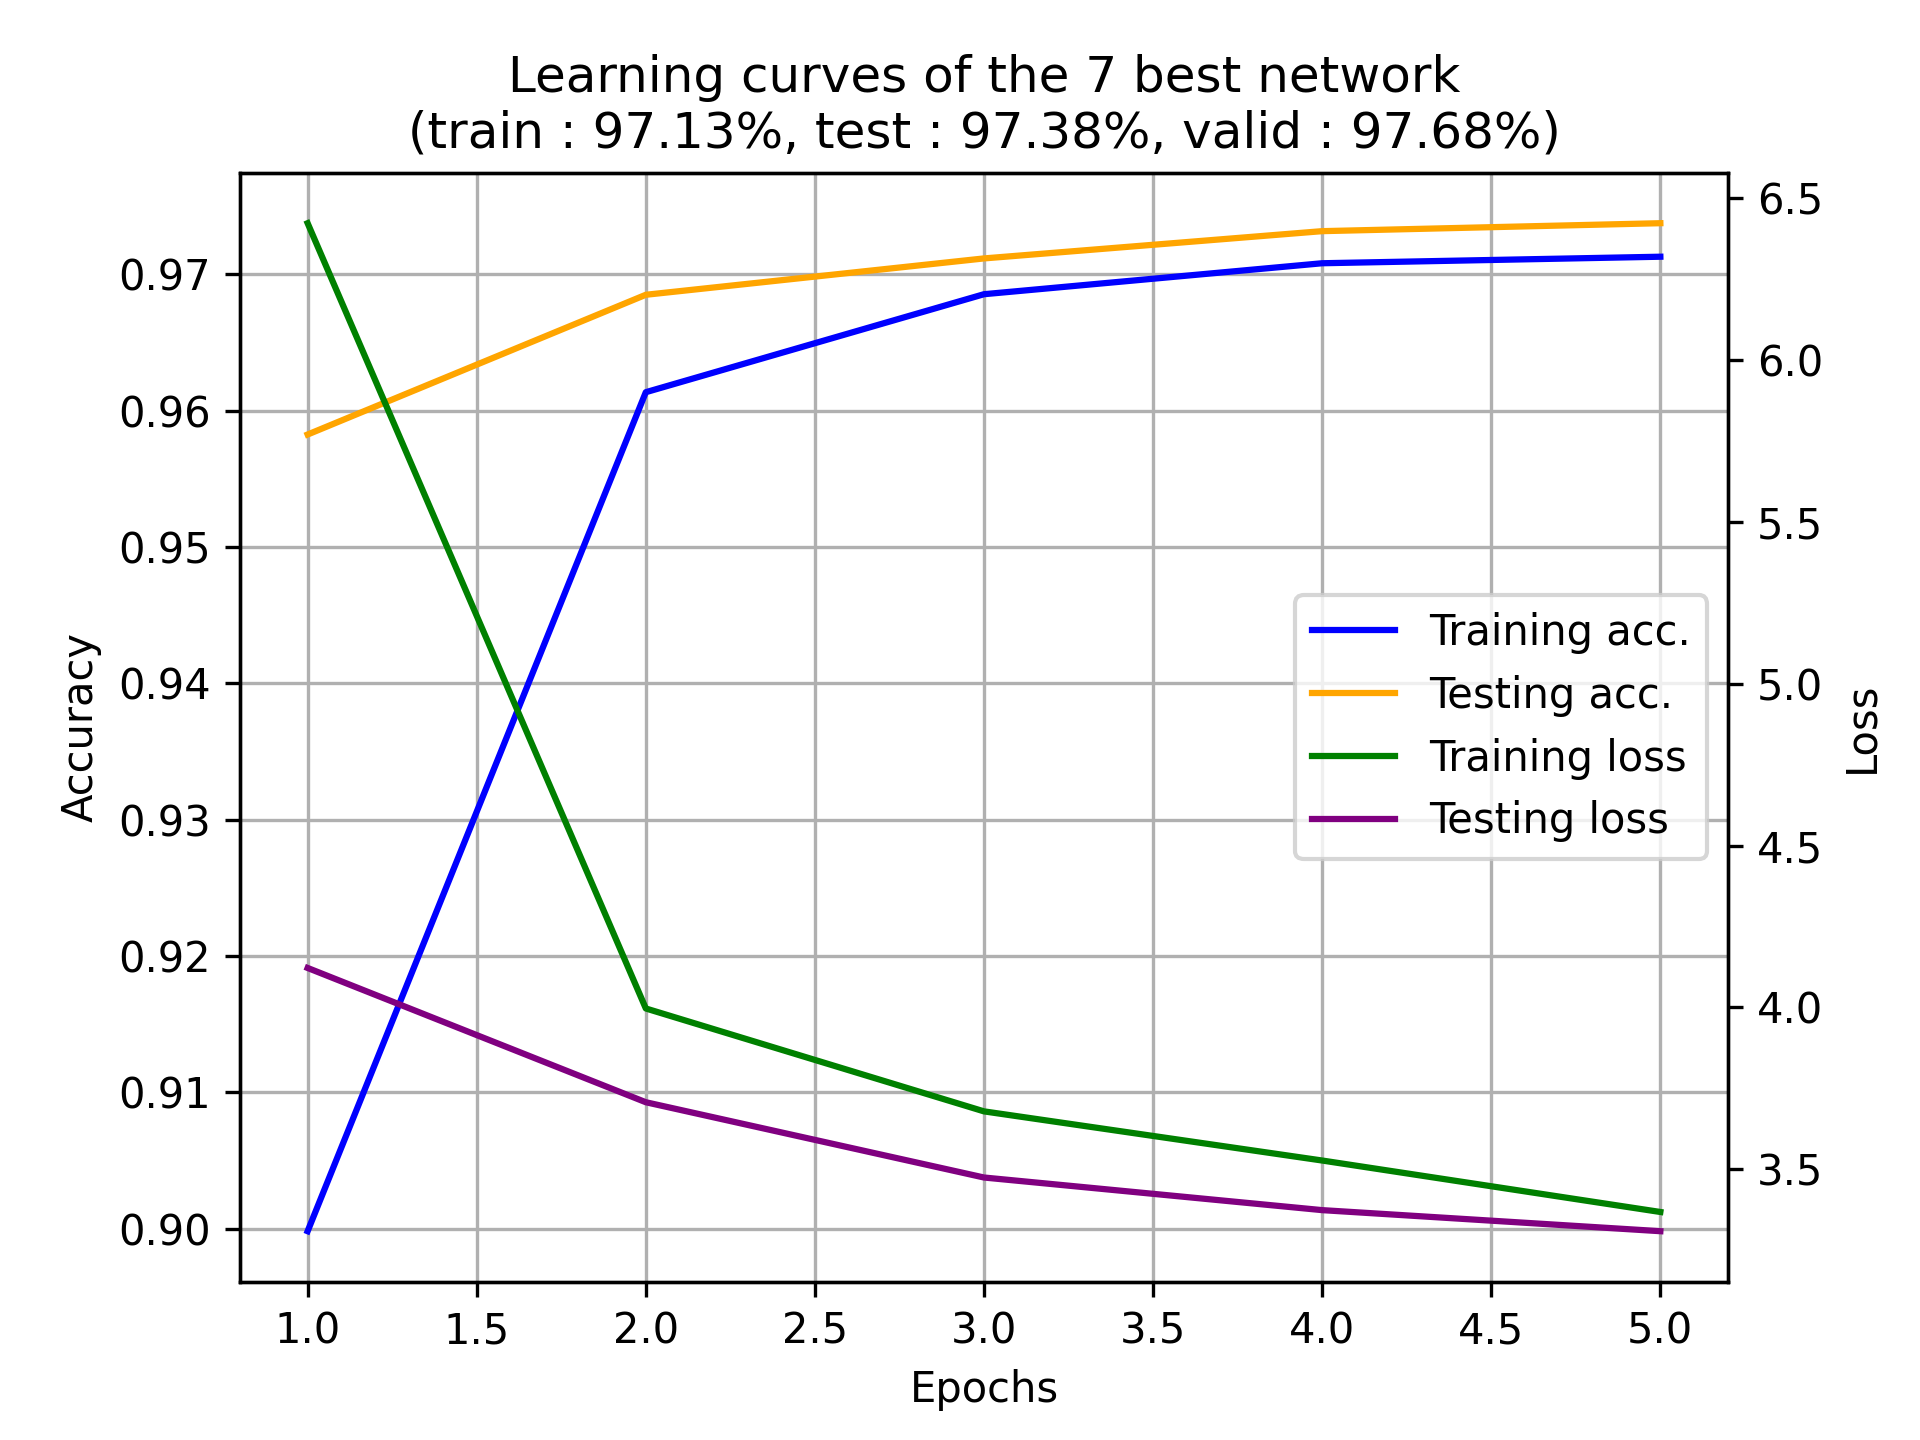 Learning curves of the 7 best network
(train : 97.13%, test : 97.38%, valid : 97.68%)
Accuracy
0.97
0.96
0.95
0.94
0.93
0.92
0.91
0.90
6.5
6.0
5.5
5.0
4.5
4.0
3.5
Loss
Training acc.
Testing acc.
Training loss
Testing loss
1.0 1.5 2.0 2.5 3.0 3.5 4.0 4.5 5.0
Epochs